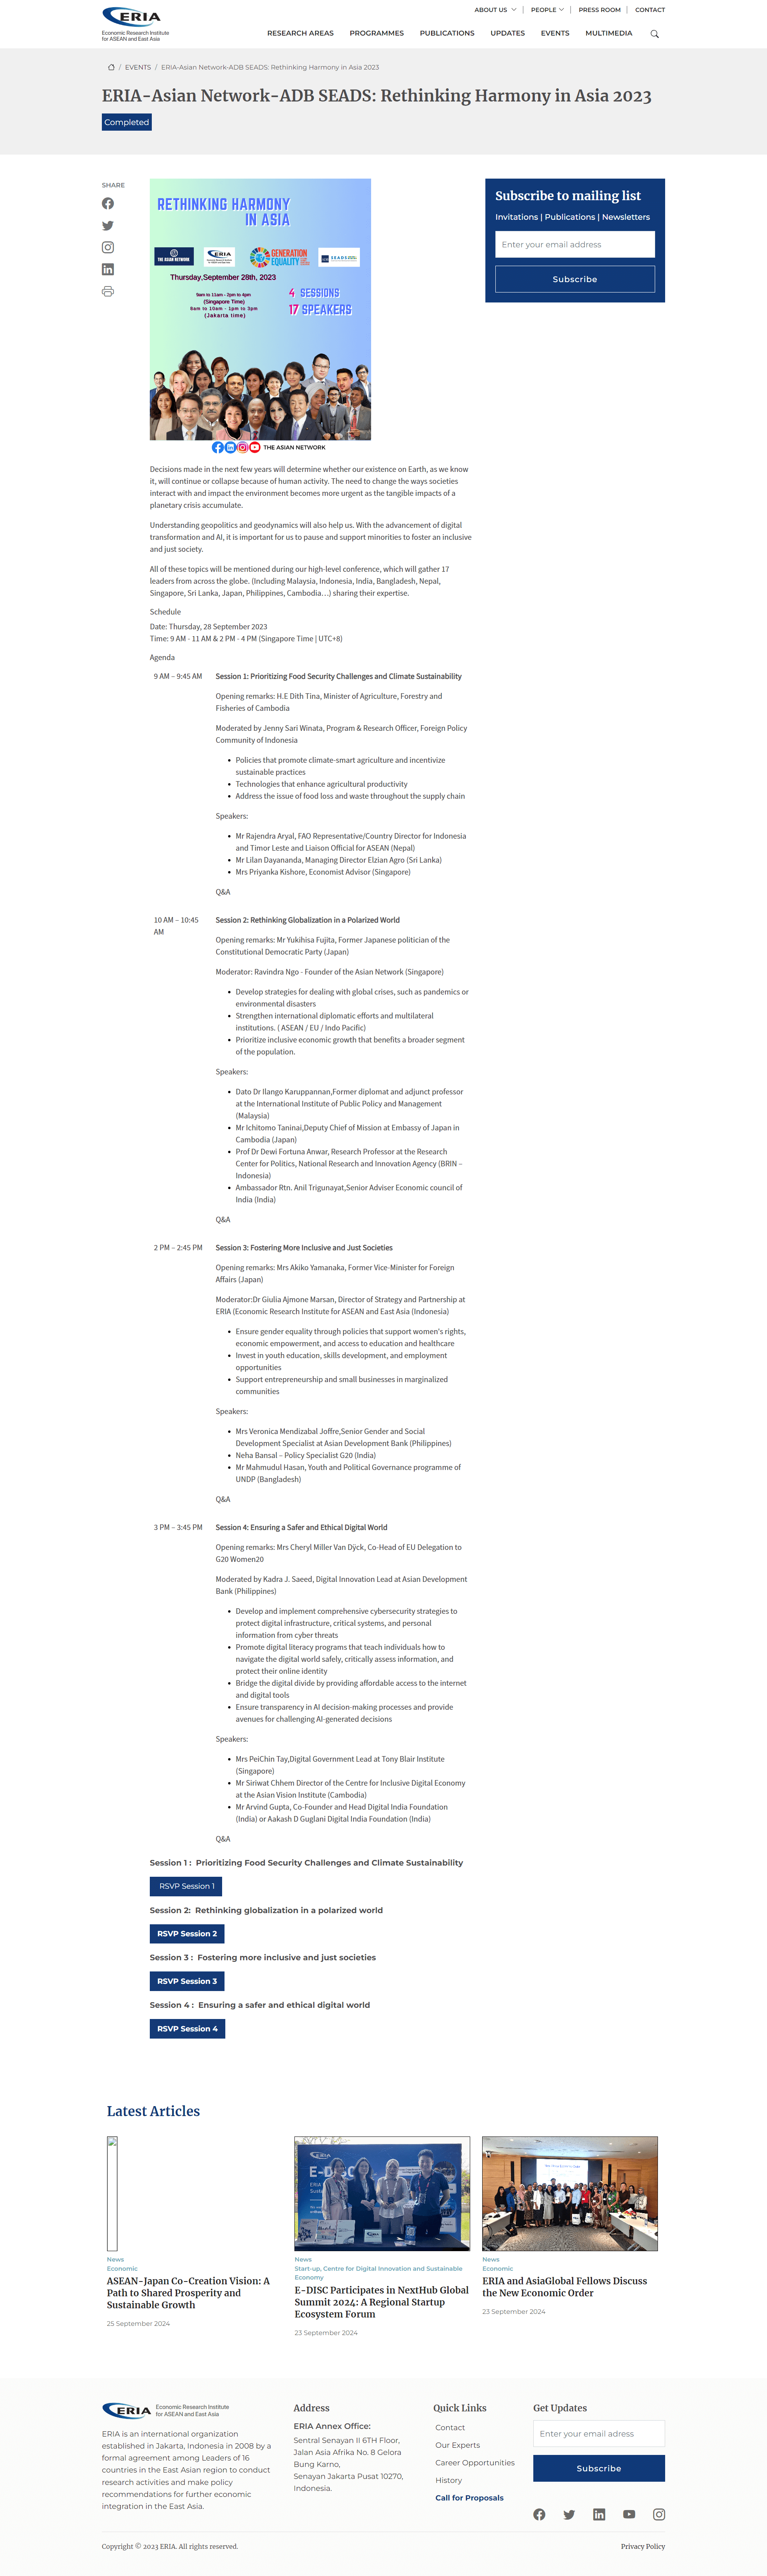 ERIA
Economic Research Institute
for ASEAN and East Asia
ABOUT US
PEOPLE
PRESS ROOM
CONTACT
RESEARCH AREAS
PROGRAMMES
PUBLICATIONS
UPDATES
EVENTS
MULTIMEDIA
/ EVENTS / ERIA-Asian Network-ADB SEADS: Rethinking Harmony in Asia 2023
ERIA-Asian Network-ADB SEADS: Rethinking Harmony in Asia 2023
Completed
SHARE
RETHINKING HARMONY
IN ASIA
THE ASIAN NETWORK
ERIA
GENERATION
EQUALITY
SEADS
Thursday,September 28th, 2023
9am to 11am - 2pm to 4pm
(Singapore Time)
8am to 10am - 1pm to 3pm
(Jakarta time)
4 SESSIONS
17 SPEAKERS
THE ASIAN NETWORK
Subscribe to mailing list
Invitations | Publications | Newsletters
Enter your email address
Subscribe
Decisions made in the next few years will determine whether our existence on Earth, as we know
it, will continue or collapse because of human activity. The need to change the ways societies
interact with and impact the environment becomes more urgent as the tangible impacts of a
planetary crisis accumulate.
Understanding geopolitics and geodynamics will also help us. With the advancement of digital
transformation and AI, it is important for us to pause and support minorities to foster an inclusive
and just society.
All of these topics will be mentioned during our high-level conference, which will gather 17
leaders from across the globe. (Including Malaysia, Indonesia, India, Bangladesh, Nepal,
Singapore, Sri Lanka, Japan, Philippines, Cambodia…) sharing their expertise.
Schedule
Date: Thursday, 28 September 2023
Time: 9 AM - 11 AM & 2 PM - 4 PM (Singapore Time | UTC+8)
Agenda
9 AM – 9:45 AM
Session 1: Prioritizing Food Security Challenges and Climate Sustainability
Opening remarks: H.E Dith Tina, Minister of Agriculture, Forestry and
Fisheries of Cambodia
Moderated by Jenny Sari Winata, Program & Research Officer, Foreign Policy
Community of Indonesia
• Policies that promote climate-smart agriculture and incentivize
sustainable practices
• Technologies that enhance agricultural productivity
• Address the issue of food loss and waste throughout the supply chain
Speakers:
• Mr Rajendra Aryal, FAO Representative/Country Director for Indonesia
and Timor Leste and Liaison Official for ASEAN (Nepal)
• Mr Lilan Dayananda, Managing Director Elzian Agro (Sri Lanka)
• Mrs Priyanka Kishore, Economist Advisor (Singapore)
Q&A
10 AM – 10:45
AM
Session 2: Rethinking Globalization in a Polarized World
Opening remarks: Mr Yukihisa Fujita, Former Japanese politician of the
Constitutional Democratic Party (Japan)
Moderator: Ravindra Ngo - Founder of the Asian Network (Singapore)
• Develop strategies for dealing with global crises, such as pandemics or
environmental disasters
• Strengthen international diplomatic efforts and multilateral
institutions. ( ASEAN / EU / Indo Pacific)
• Prioritize inclusive economic growth that benefits a broader segment
of the population.
Speakers:
• Dato Dr Ilango Karuppannan,Former diplomat and adjunct professor
at the International Institute of Public Policy and Management
(Malaysia)
• Mr Ichitomo Taninai,Deputy Chief of Mission at Embassy of Japan in
Cambodia (Japan)
• Prof Dr Dewi Fortuna Anwar, Research Professor at the Research
Center for Politics, National Research and Innovation Agency (BRIN –
Indonesia)
• Ambassador Rtn. Anil Trigunayat,Senior Adviser Economic council of
India (India)
Q&A
2 PM – 2:45 PM
Session 3: Fostering More Inclusive and Just Societies
Opening remarks: Mrs Akiko Yamanaka, Former Vice-Minister for Foreign
Affairs (Japan)
Moderator:Dr Giulia Ajmone Marsan, Director of Strategy and Partnership at
ERIA (Economic Research Institute for ASEAN and East Asia (Indonesia)
• Ensure gender equality through policies that support women's rights,
economic empowerment, and access to education and healthcare
• Invest in youth education, skills development, and employment
opportunities
• Support entrepreneurship and small businesses in marginalized
communities
Speakers:
• Mrs Veronica Mendizabal Joffre,Senior Gender and Social
Development Specialist at Asian Development Bank (Philippines)
• Neha Bansal – Policy Specialist G20 (India)
• Mr Mahmudul Hasan, Youth and Political Governance programme of
UNDP (Bangladesh)
Q&A
3 PM – 3:45 PM
Session 4: Ensuring a Safer and Ethical Digital World
Opening remarks: Mrs Cheryl Miller Van Dÿck, Co-Head of EU Delegation to
G20 Women20
Moderated by Kadra J. Saeed, Digital Innovation Lead at Asian Development
Bank (Philippines)
• Develop and implement comprehensive cybersecurity strategies to
protect digital infrastructure, critical systems, and personal
information from cyber threats
• Promote digital literacy programs that teach individuals how to
navigate the digital world safely, critically assess information, and
protect their online identity
• Bridge the digital divide by providing affordable access to the internet
and digital tools
• Ensure transparency in AI decision-making processes and provide
avenues for challenging AI-generated decisions
Speakers:
• Mrs PeiChin Tay,Digital Government Lead at Tony Blair Institute
(Singapore)
• Mr Siriwat Chhem Director of the Centre for Inclusive Digital Economy
at the Asian Vision Institute (Cambodia)
• Mr Arvind Gupta, Co-Founder and Head Digital India Foundation
(India) or Aakash D Guglani Digital India Foundation (India)
Q&A
Session 1 : Prioritizing Food Security Challenges and Climate Sustainability
RSVP Session 1
Session 2: Rethinking globalization in a polarized world
RSVP Session 2
Session 3 : Fostering more inclusive and just societies
RSVP Session 3
Session 4 : Ensuring a safer and ethical digital world
RSVP Session 4
Latest Articles
News
Economic
ASEAN-Japan Co-Creation Vision: A
Path to Shared Prosperity and
Sustainable Growth
25 September 2024
E-DISC
News
Start-up, Centre for Digital Innovation and Sustainable
Economy
E-DISC Participates in NextHub Global
Summit 2024: A Regional Startup
Ecosystem Forum
23 September 2024
News
Economic
ERIA and AsiaGlobal Fellows Discuss
the New Economic Order
23 September 2024
ERIA
Economic Research Institute
for ASEAN and East Asia
ERIA is an international organization
established in Jakarta, Indonesia in 2008 by a
formal agreement among Leaders of 16
countries in the East Asian region to conduct
research activities and make policy
recommendations for further economic
integration in the East Asia.
Address
ERIA Annex Office:
Sentral Senayan II 6TH Floor,
Jalan Asia Afrika No. 8 Gelora
Bung Karno,
Senayan Jakarta Pusat 10270,
Indonesia.
Quick Links
Contact
Our Experts
Career Opportunities
History
Call for Proposals
Get Updates
Enter your email adress
Subscribe
Copyright © 2023 ERIA. All rights reserved.
Privacy Policy